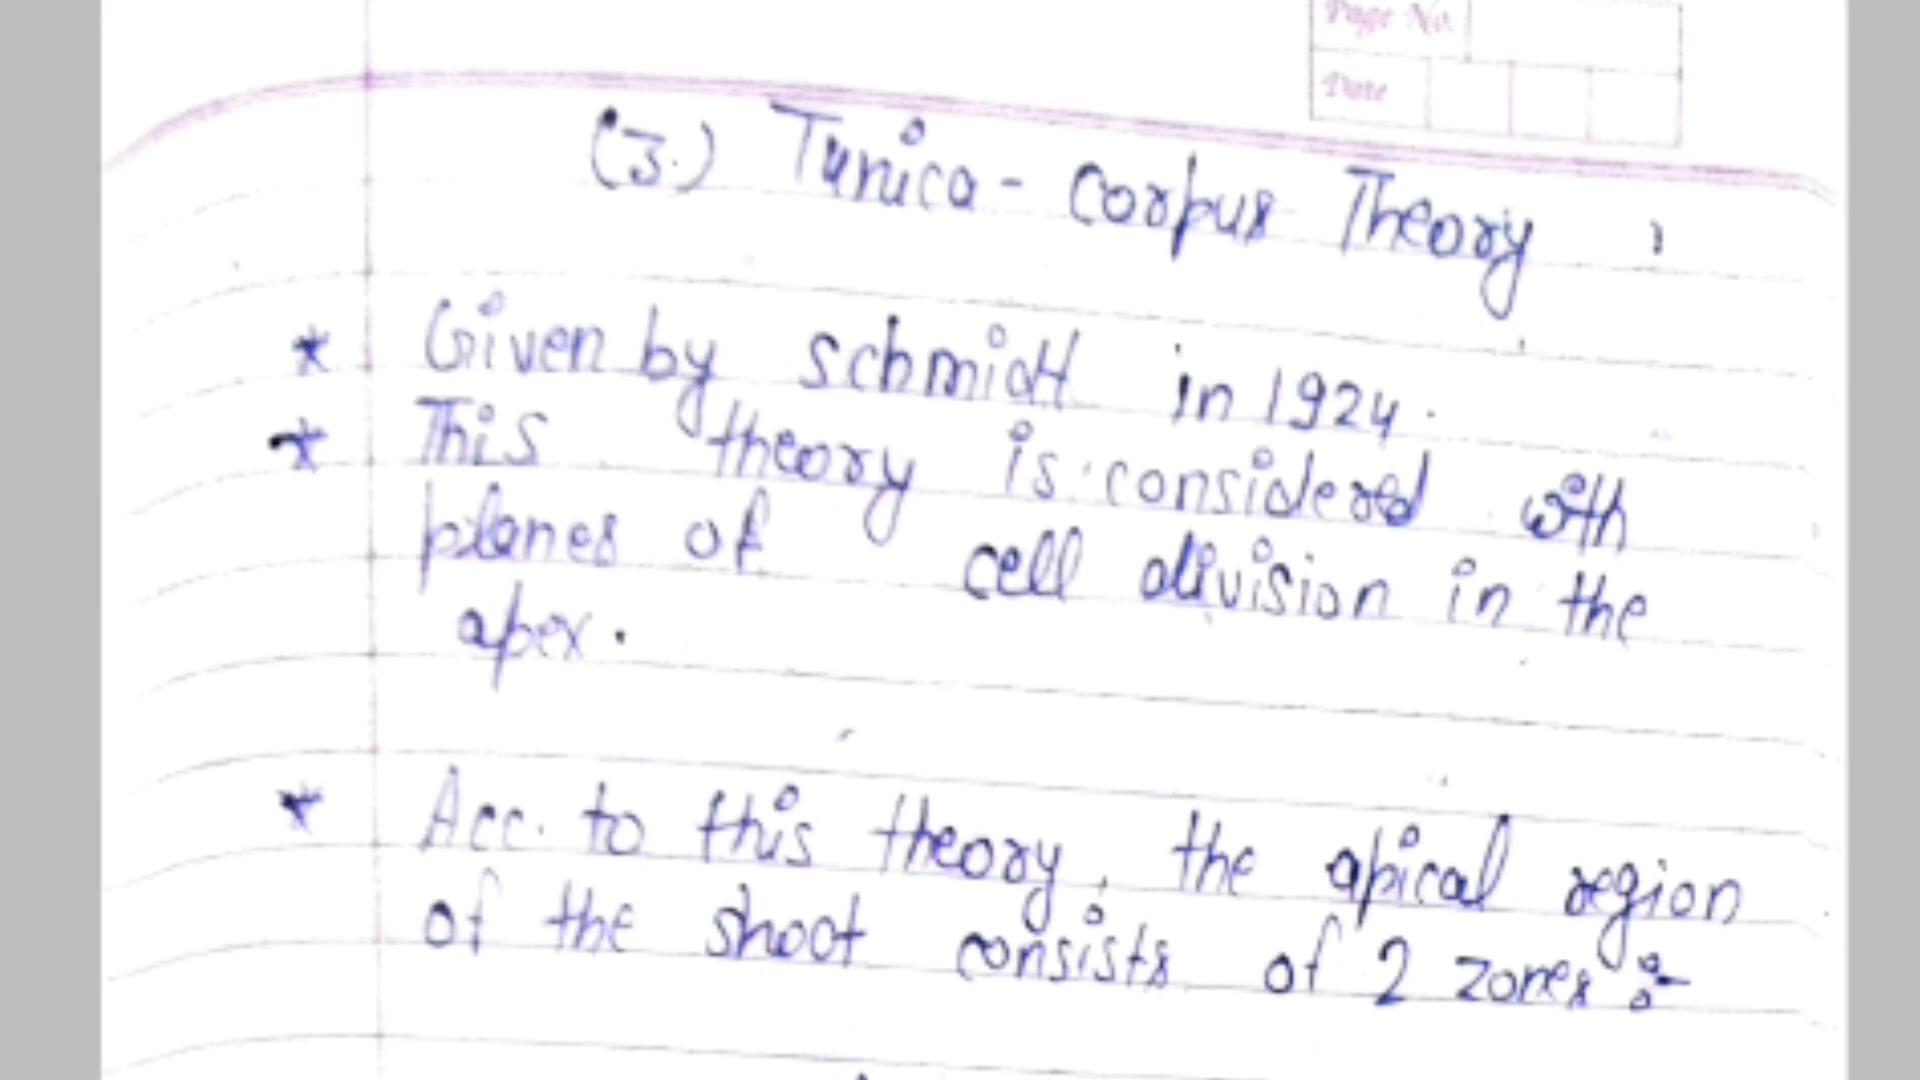 Page No.
Date
(3.) Tunica - Corpus Theory
* Given by schmidt in 1924.
* This theory is considered with
planes of cell division in the
apex.
* Acc. to this theory, the apical region
of the shoot consists of 2 zones :-